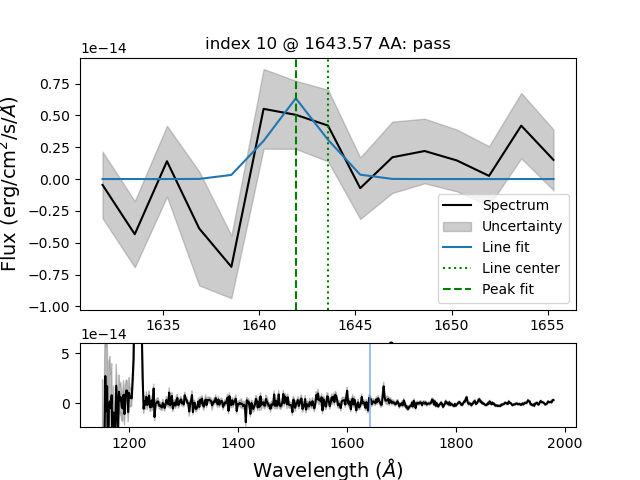 index 10 @ 1643.57 AA: pass
1e−14
0.75
0.50
0.25
0.00
−0.25
−0.50
−0.75
−1.00
Flux (erg/cm²/s/Å)
Spectrum
Uncertainty
Line fit
Line center
Peak fit
1635 1640 1645 1650 1655
1e−14
5
0
1200 1400 1600 1800 2000
Wavelength (Å)